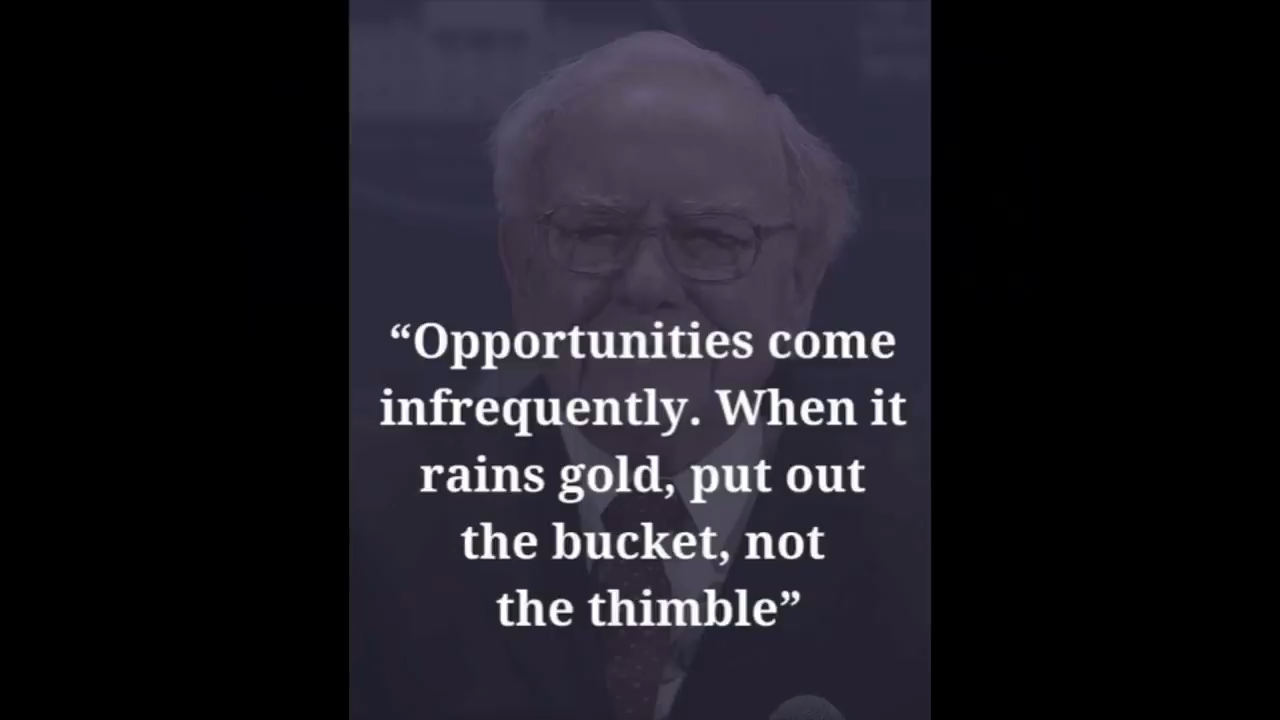 “Opportunities come
infrequently. When it
rains gold, put out
the bucket, not
the thimble”